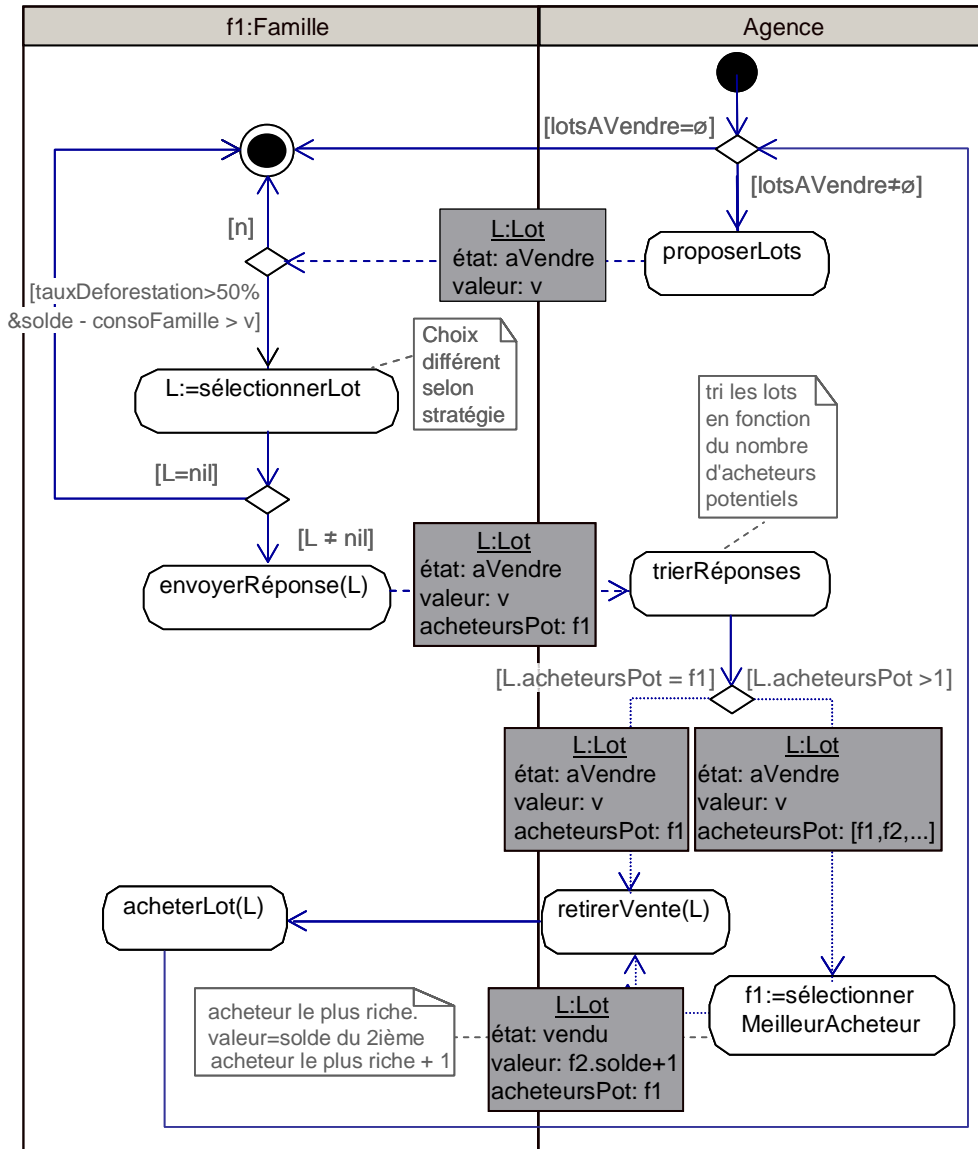 f1:Famille
Agence
[lotsAVendre=ø]
[lotsAVendre≠ø]
[n]
L:Lot
état: aVendre
valeur: v
proposerLots
[tauxDeforestation>50%
&solde - consoFamille > v]
Choix
différent
selon
stratégie
L:=sélectionnerLot
tri les lots
en fonction
du nombre
d'acheteurs
potentiels
[L=nil]
[L ≠ nil]
envoyerRéponse(L)
L:Lot
état: aVendre
valeur: v
acheteursPot: f1
trierRéponses
[L.acheteursPot = f1]
[L.acheteursPot >1]
L:Lot
état: aVendre
valeur: v
acheteursPot: f1
L:Lot
état: aVendre
valeur: v
acheteursPot: [f1,f2,...]
acheterLot(L)
retirerVente(L)
acheteur le plus riche.
valeur=solde du 2ième
acheteur le plus riche + 1
L:Lot
état: vendu
valeur: f2.solde+1
acheteursPot: f1
f1:=sélectionner
MeilleurAcheteur